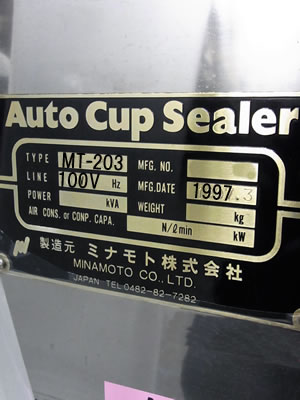 Auto Cup Sealer
TYPE MT-203 MFG. NO.
LINE 100V Hz MFG.DATE 1997.3
POWER kVA WEIGHT kg
AIR CONS. or CONP. CAPA. N/ℓmin kW
製造元 ミナモト株式会社
MINAMOTO CO.,LTD.
JAPAN TEL 0482-82-7282